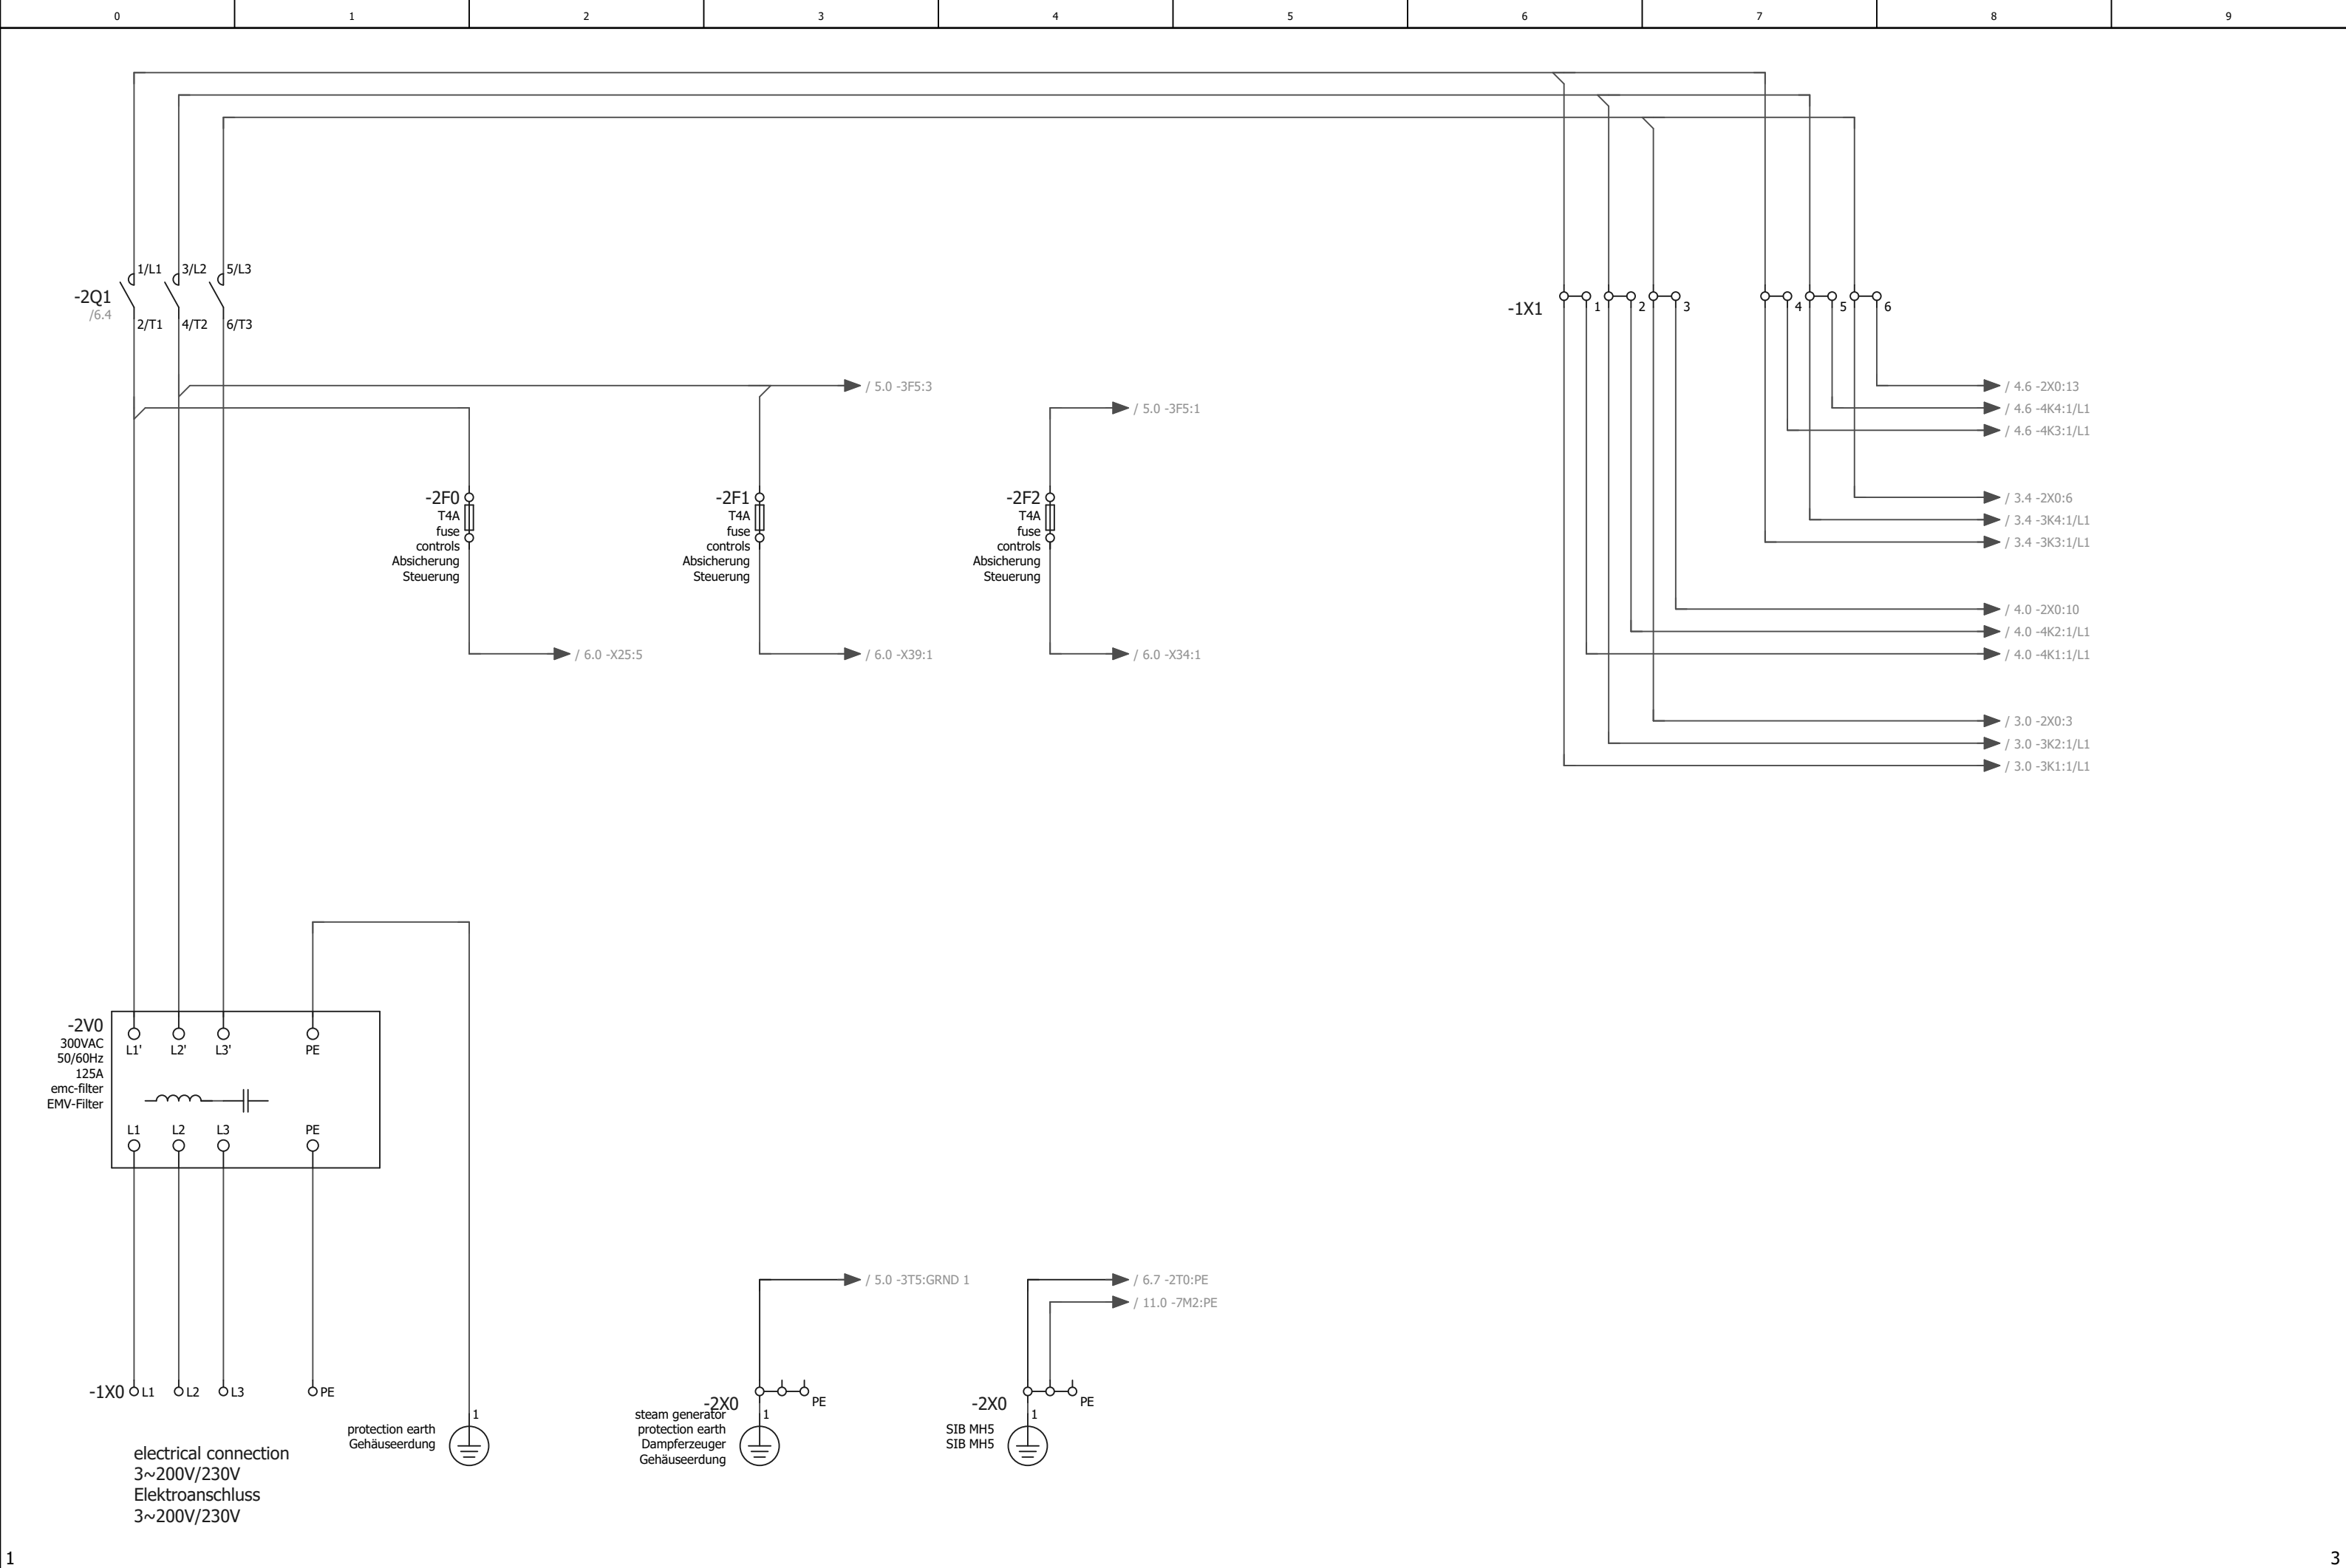 0 1 2 3 4 5 6 7 8 9
1/L1 3/L2 5/L3
-2Q1
/6.4
2/T1 4/T2 6/T3
-1X1 1 2 3 4 5 6
/ 5.0 -3F5:3
/ 5.0 -3F5:1
/ 4.6 -2X0:13
/ 4.6 -4K4:1/L1
/ 4.6 -4K3:1/L1
-2F0
T4A
fuse
controls
Absicherung
Steuerung
-2F1
T4A
fuse
controls
Absicherung
Steuerung
-2F2
T4A
fuse
controls
Absicherung
Steuerung
/ 3.4 -2X0:6
/ 3.4 -3K4:1/L1
/ 3.4 -3K3:1/L1
/ 4.0 -2X0:10
/ 4.0 -4K2:1/L1
/ 4.0 -4K1:1/L1
/ 6.0 -X25:5
/ 6.0 -X39:1
/ 6.0 -X34:1
/ 3.0 -2X0:3
/ 3.0 -3K2:1/L1
/ 3.0 -3K1:1/L1
-2V0
300VAC
50/60Hz
125A
emc-filter
EMV-Filter
L1' L2' L3' PE
L1 L2 L3 PE
/ 5.0 -3T5:GRND 1
/ 6.7 -2T0:PE
/ 11.0 -7M2:PE
-1X0 L1 L2 L3 PE
1
protection earth
Gehäuseerdung
-2X0 PE
1
steam generator
protection earth
Dampferzeuger
Gehäuseerdung
-2X0 PE
1
SIB MH5
SIB MH5
electrical connection
3~200V/230V
Elektroanschluss
3~200V/230V
1 3